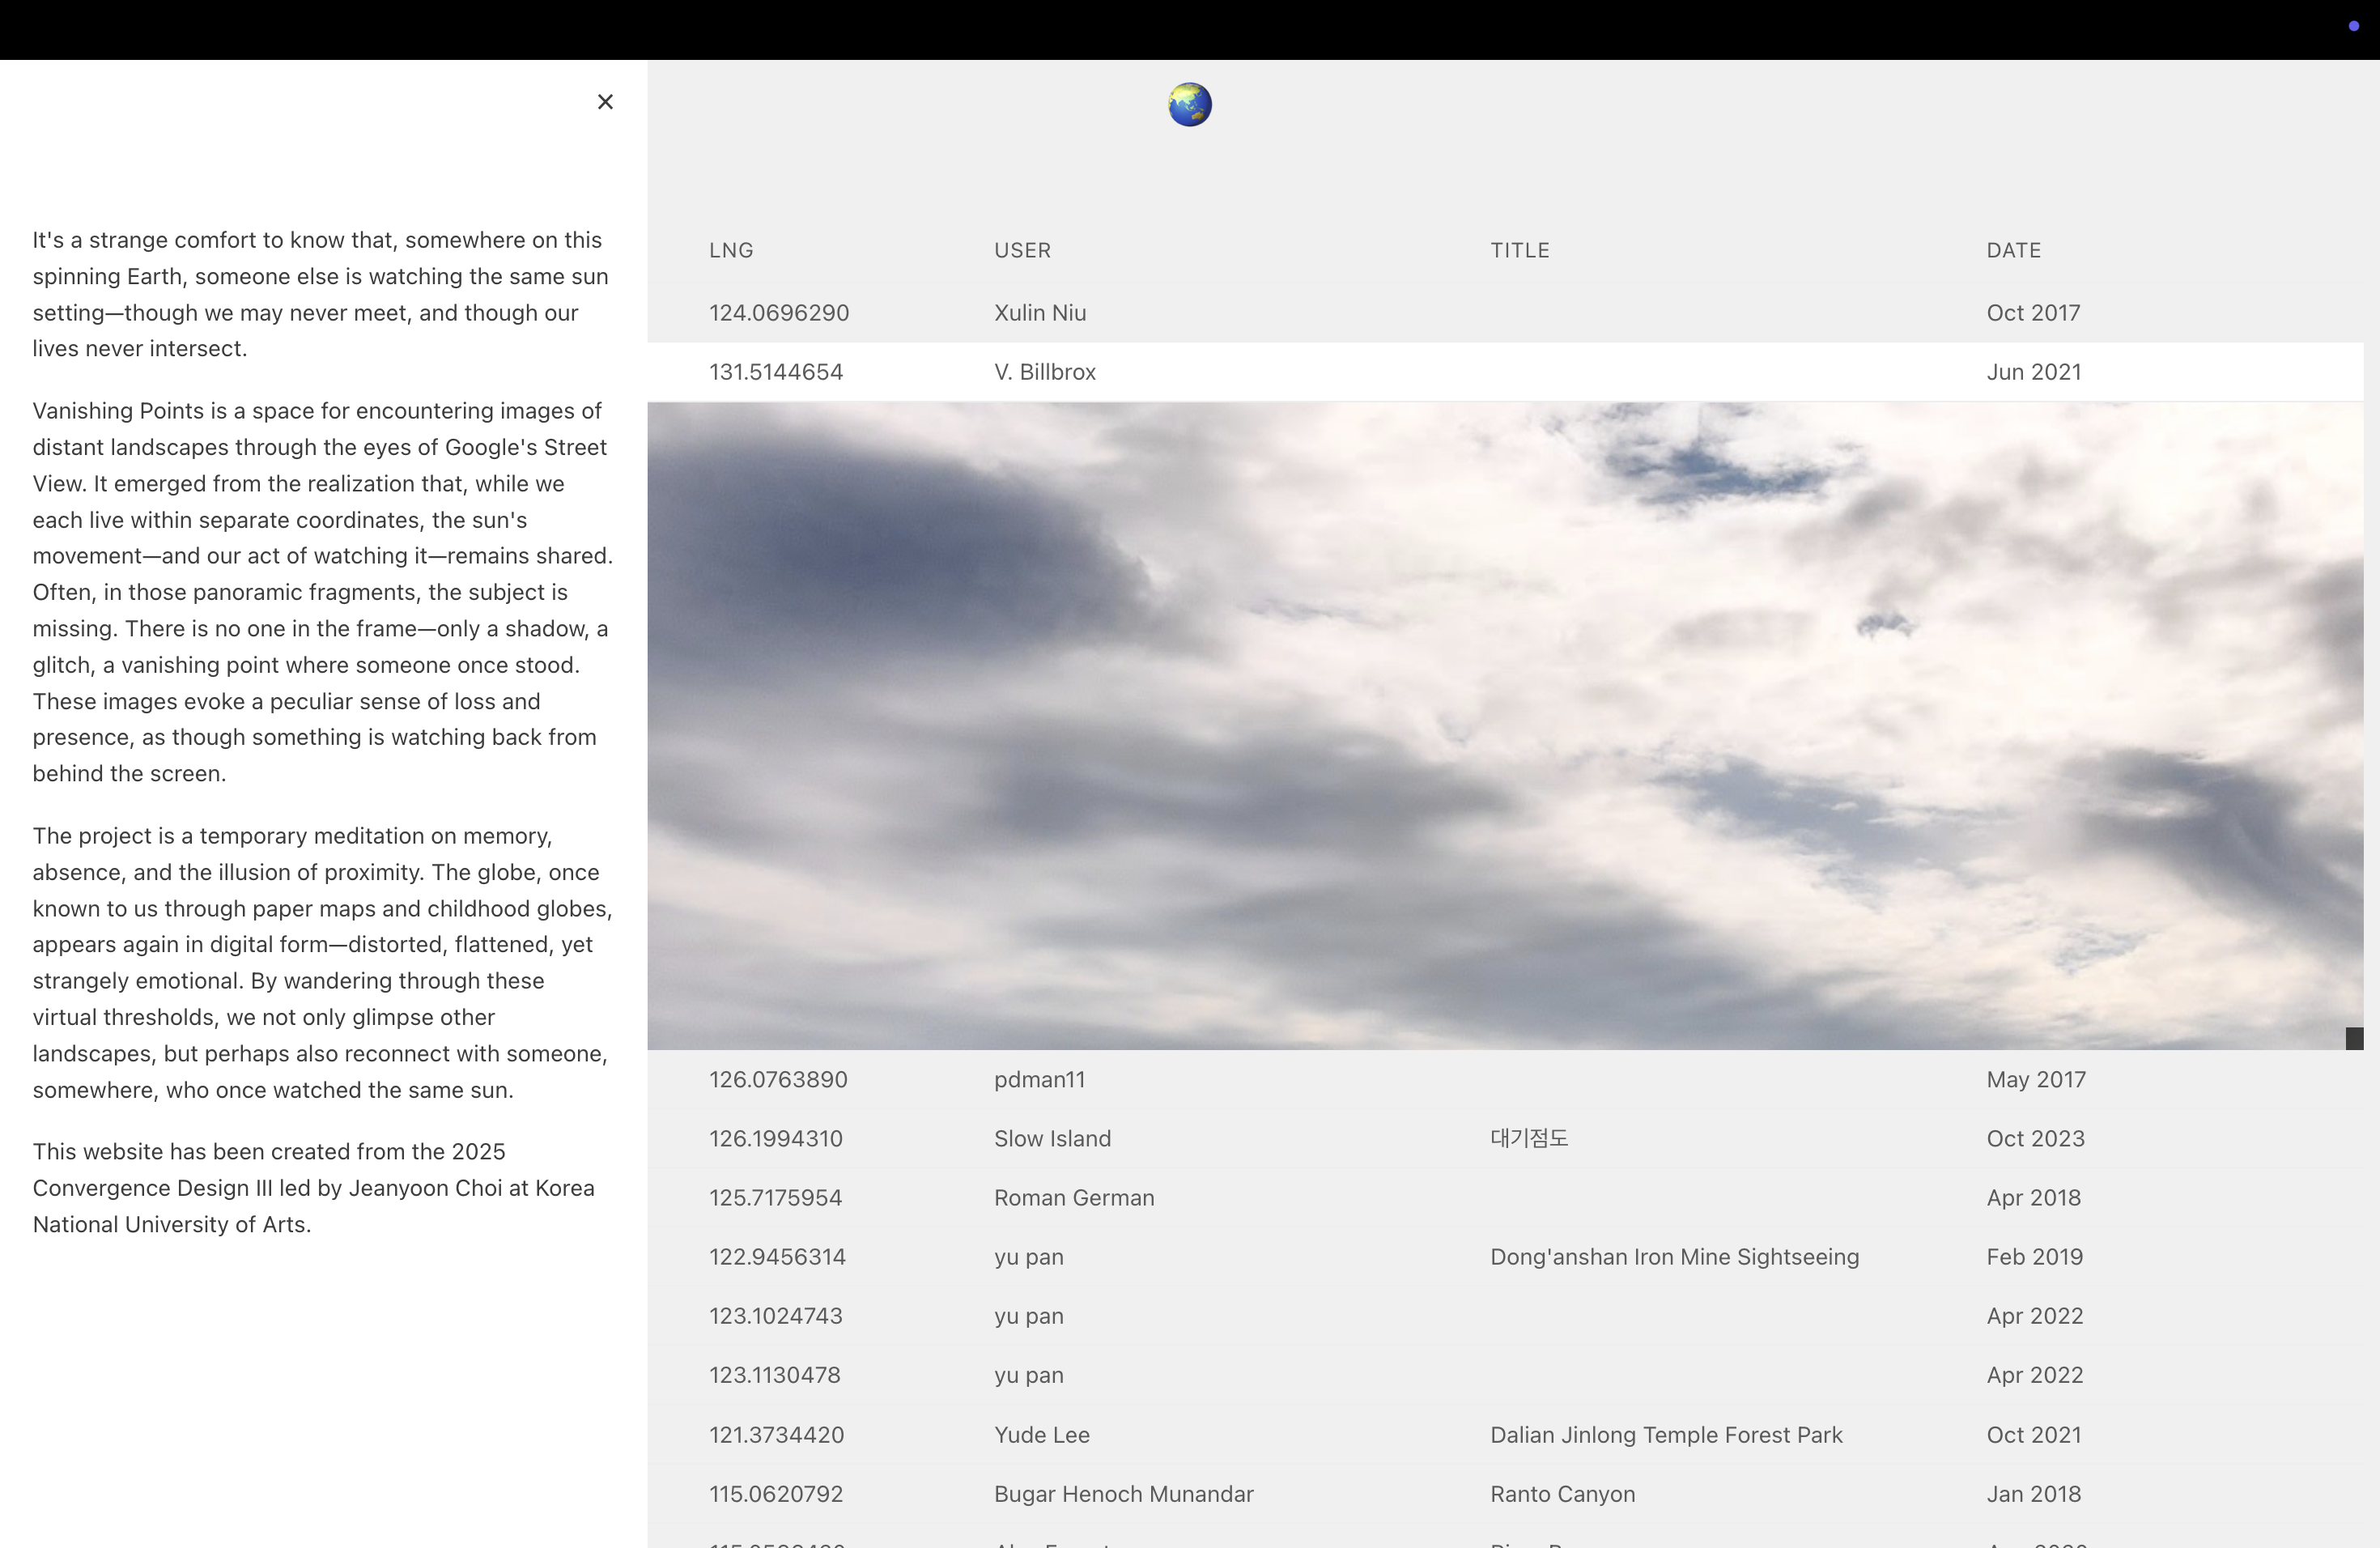 ×
It's a strange comfort to know that, somewhere on this
spinning Earth, someone else is watching the same sun
setting—though we may never meet, and though our
lives never intersect.
Vanishing Points is a space for encountering images of
distant landscapes through the eyes of Google's Street
View. It emerged from the realization that, while we
each live within separate coordinates, the sun's
movement—and our act of watching it—remains shared.
Often, in those panoramic fragments, the subject is
missing. There is no one in the frame—only a shadow, a
glitch, a vanishing point where someone once stood.
These images evoke a peculiar sense of loss and
presence, as though something is watching back from
behind the screen.
The project is a temporary meditation on memory,
absence, and the illusion of proximity. The globe, once
known to us through paper maps and childhood globes,
appears again in digital form—distorted, flattened, yet
strangely emotional. By wandering through these
virtual thresholds, we not only glimpse other
landscapes, but perhaps also reconnect with someone,
somewhere, who once watched the same sun.
This website has been created from the 2025
Convergence Design III led by Jeanyoon Choi at Korea
National University of Arts.
LNG USER TITLE DATE
124.0696290 Xulin Niu Oct 2017
131.5144654 V. Billbrox Jun 2021
126.0763890 pdman11 May 2017
126.1994310 Slow Island 대기점도 Oct 2023
125.7175954 Roman German Apr 2018
122.9456314 yu pan Dong'anshan Iron Mine Sightseeing Feb 2019
123.1024743 yu pan Apr 2022
123.1130478 yu pan Apr 2022
121.3734420 Yude Lee Dalian Jinlong Temple Forest Park Oct 2021
115.0620792 Bugar Henoch Munandar Ranto Canyon Jan 2018